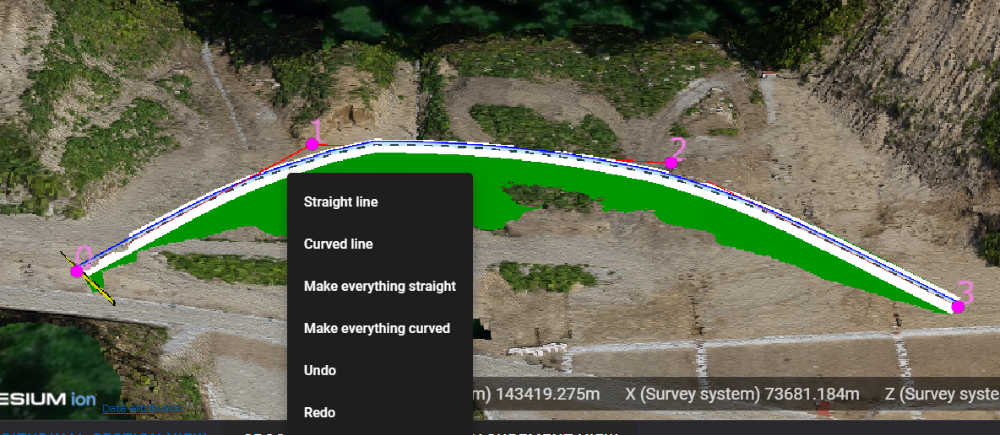 1
2
0
3
Straight line
Curved line
Make everything straight
Make everything curved
Undo
Redo
m) 143419.275m X (Survey system) 73681.184m Z (Survey syste
ESIUM ion
Data attribution